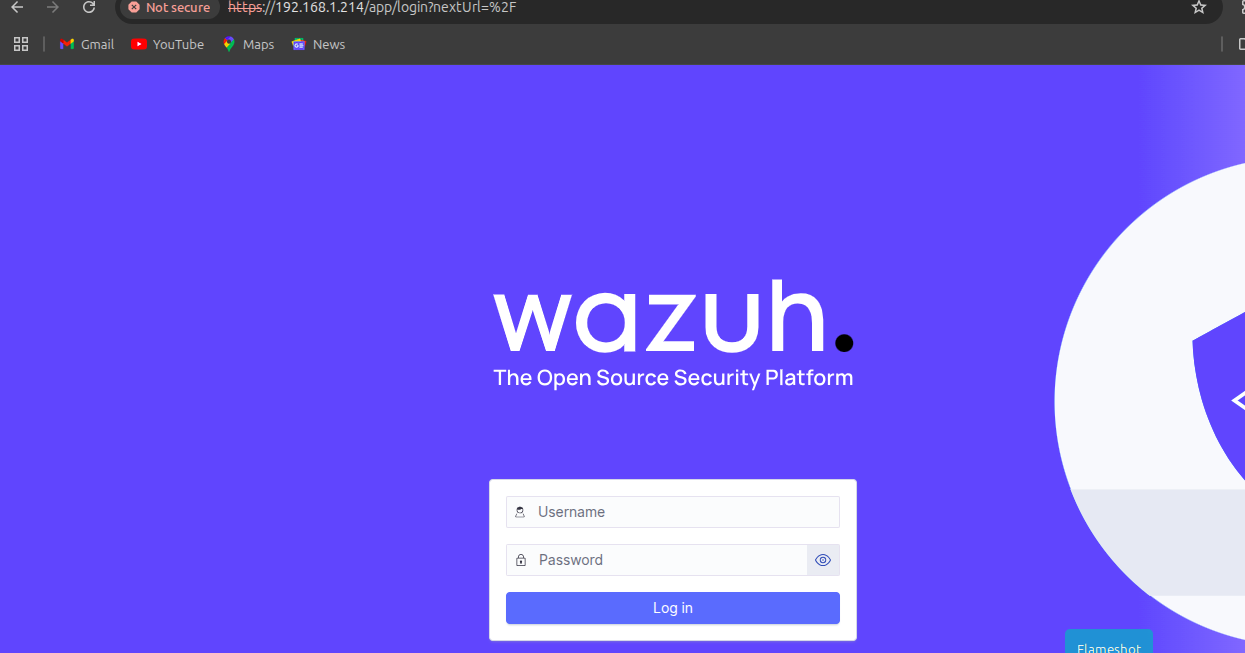 Not secure https://192.168.1.214/app/login?nextUrl=%2F
Gmail YouTube Maps News
wazuh.
The Open Source Security Platform
Username
Password
Log in
Flameshot